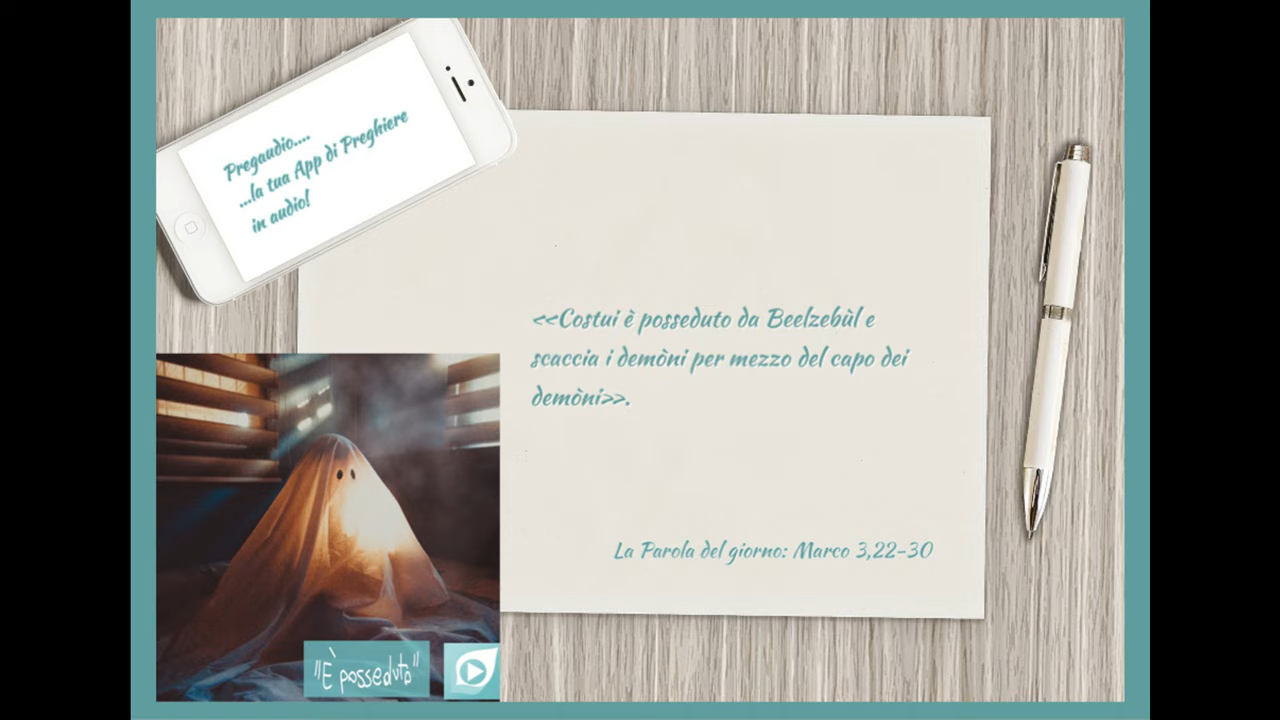 Pregaudio....
...la tua App di Preghiere
in audio!
<<Costui è posseduto da Beelzebùl e
scaccia i demòni per mezzo del capo dei
demòni>>.
La Parola del giorno: Marco 3,22-30
"È posseduto"